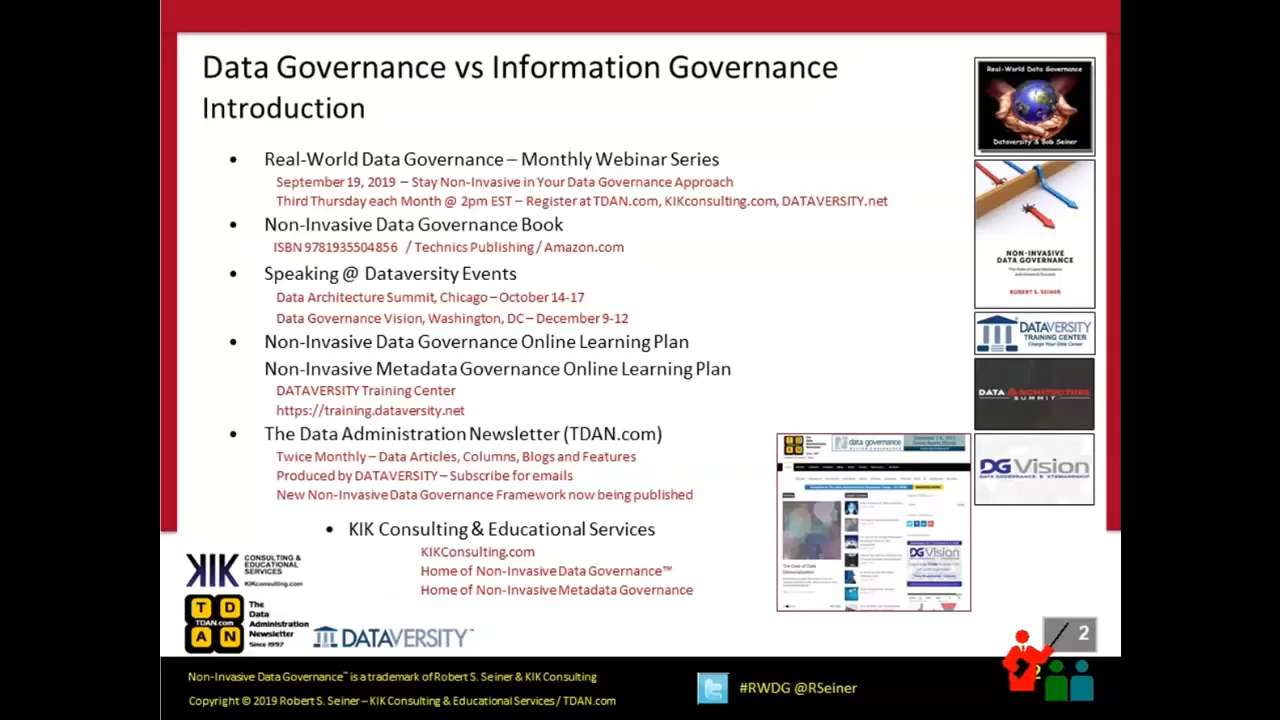 Data Governance vs Information Governance
Introduction
• Real-World Data Governance – Monthly Webinar Series
September 19, 2019 – Stay Non-Invasive in Your Data Governance Approach
Third Thursday each Month @ 2pm EST – Register at TDAN.com, KIKconsulting.com, DATAVERSITY.net
• Non-Invasive Data Governance Book
ISBN 9781935504856 / Technics Publishing / Amazon.com
• Speaking @ Dataversity Events
Data Architecture Summit, Chicago – October 14-17
Data Governance Vision, Washington, DC – December 9-12
• Non-Invasive Data Governance Online Learning Plan
Non-Invasive Metadata Governance Online Learning Plan
DATAVERSITY Training Center
https://training.dataversity.net
• The Data Administration Newsletter (TDAN.com)
Twice Monthly – Data Articles, Columns, Blogs and Features
Produced by DATAVERSITY – Subscribe for emails
New Non-Invasive Data Governance Framework now being published
• KIK Consulting & Educational Services
KIKConsulting.com
Home of Non-Invasive Data Governance™
Home of Non-Invasive Metadata Governance
Real-World Data Governance
Dataversity & Bob Seiner
NON-INVASIVE
DATA GOVERNANCE
ROBERT S. SEINER
DATAVERSITY
TRAINING CENTER
DATA ARCHITECTURE
SUMMIT
DGVision
DATA GOVERNANCE & STEWARDSHIP
data governance
DGVision
KIK CONSULTING &
EDUCATIONAL
SERVICES
KIKconsulting.com
T D
TDAN.com
A N
The
Data
Administration
Newsletter
Since 1997
DATAVERSITY™
2
2
Non-Invasive Data Governance™ is a trademark of Robert S. Seiner & KIK Consulting
Copyright © 2019 Robert S. Seiner – KIK Consulting & Educational Services / TDAN.com
#RWDG @RSeiner